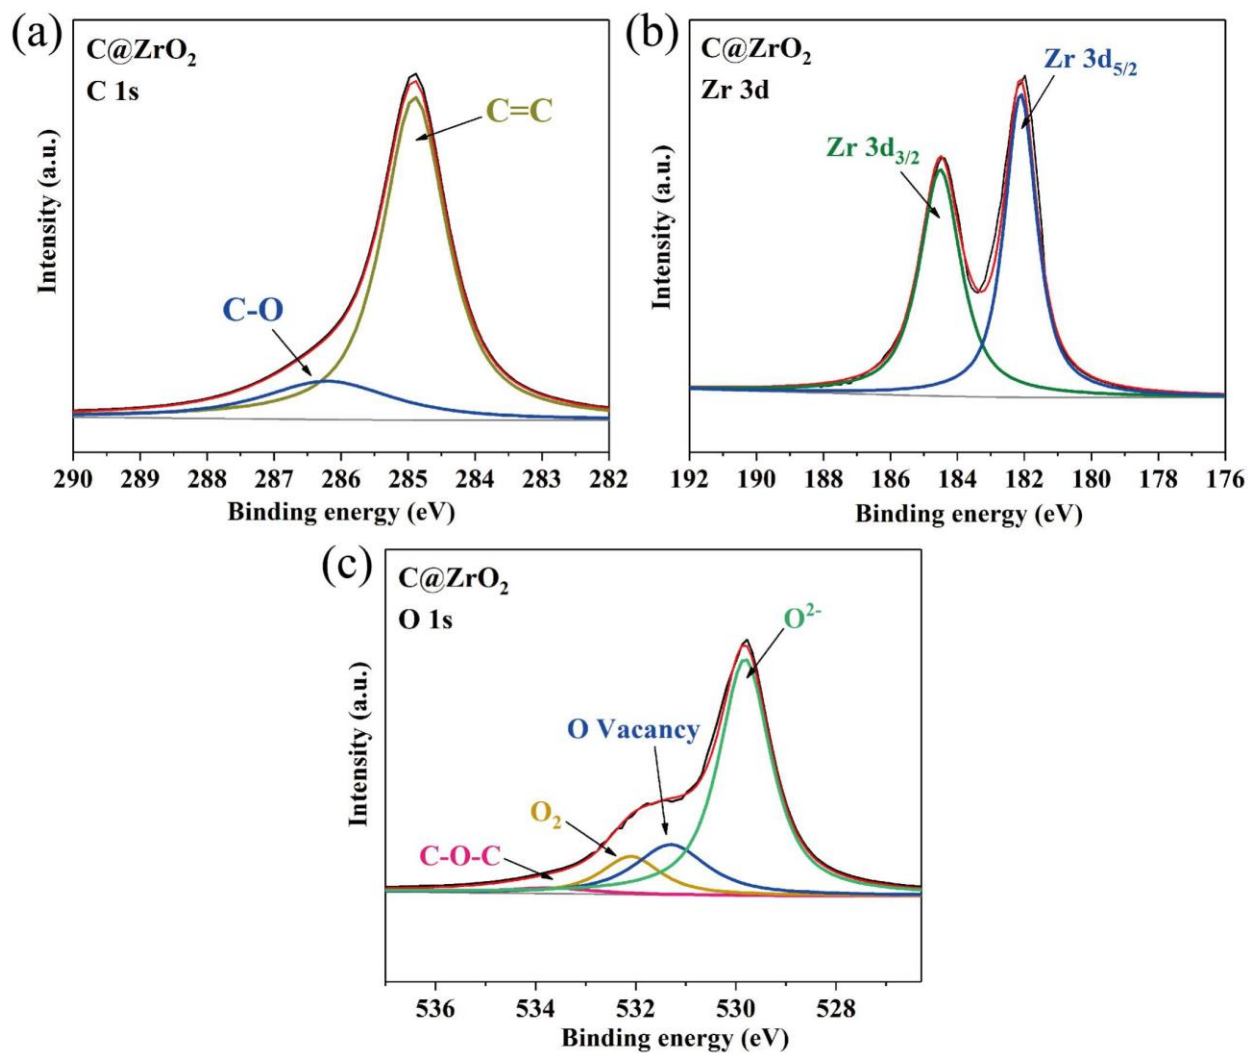 (a)
C@ZrO₂
C 1s
C=C
C-O
Intensity (a.u.)
290 289 288 287 286 285 284 283 282
Binding energy (eV)
(b)
C@ZrO₂
Zr 3d
Zr 3d₅/₂
Zr 3d₃/₂
Intensity (a.u.)
192 190 188 186 184 182 180 178 176
Binding energy (eV)
(c)
C@ZrO₂
O 1s
O²⁻
O Vacancy
O₂
C-O-C
Intensity (a.u.)
536 534 532 530 528
Binding energy (eV)